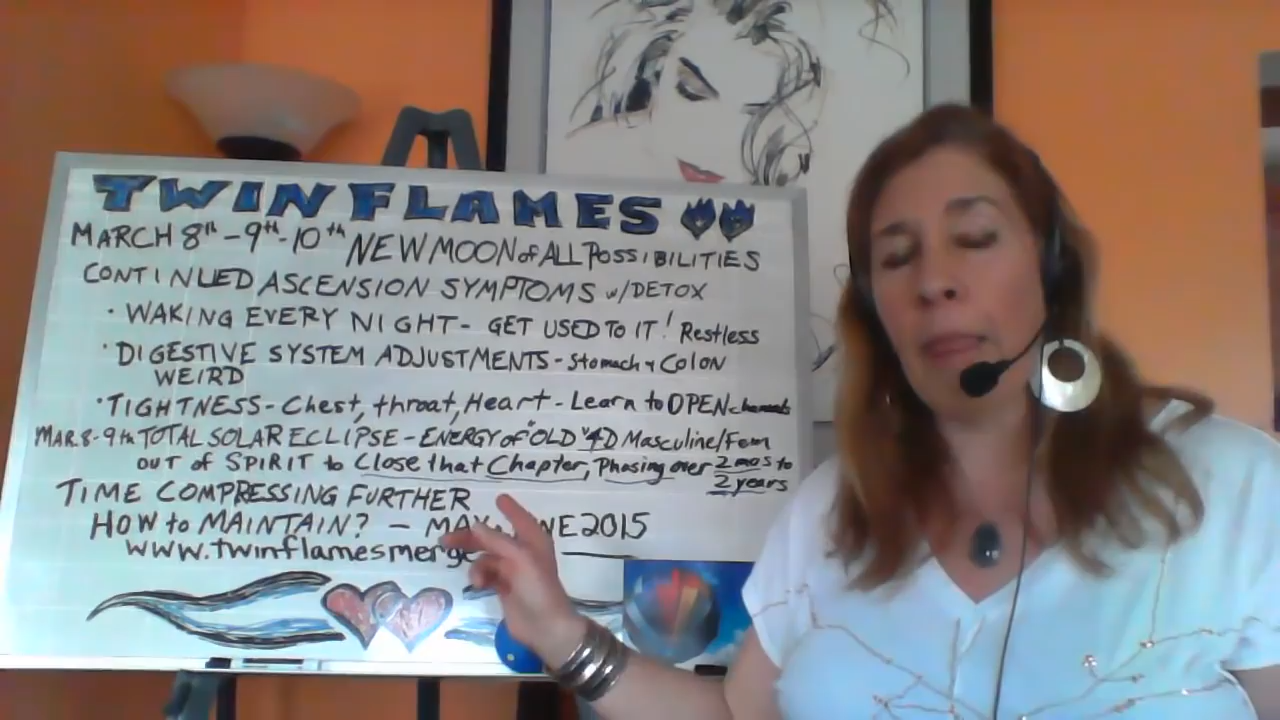 TWIN FLAMES
MARCH 8th-9th-10th NEW MOON of ALL POSSIBILITIES
CONTINUED ASCENSION SYMPTOMS w/DETOX
• WAKING EVERY NIGHT - GET USED TO IT! Restless
• DIGESTIVE SYSTEM ADJUSTMENTS - Stomach & COLON
WEIRD
• TIGHTNESS - Chest, throat, Heart - Learn to OPEN
MAR. 8-9th TOTAL SOLAR ECLIPSE - ENERGY of "OLD" 4D Masculine/Fem
OUT of SPIRIT to Close that Chapter, Phasing over 2 mos to
2 years
TIME COMPRESSING FURTHER
HOW to MAINTAIN? - 2015
www.twinflamesmerge